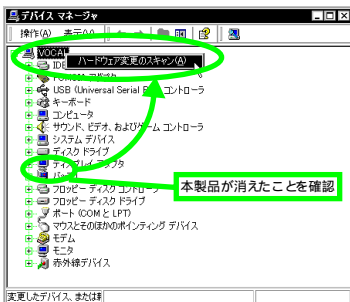 デバイス マネージャ
操作(A) 表示(V)
VOCAL
ハードウェア変更のスキャン(A)
IDE
USB (Universal Serial コントローラ
キーボード
コンピュータ
サウンド、ビデオ、およびゲーム コントローラ
システム デバイス
ディスク ドライブ
ディスプレイ アダプタ
フロッピー ディスク コントローラ
フロッピー ディスク ドライブ
本製品が消えたことを確認
ポート (COM と LPT)
マウスとそのほかのポインティング デバイス
モデム
モニタ
赤外線デバイス
変更したデバイス、または